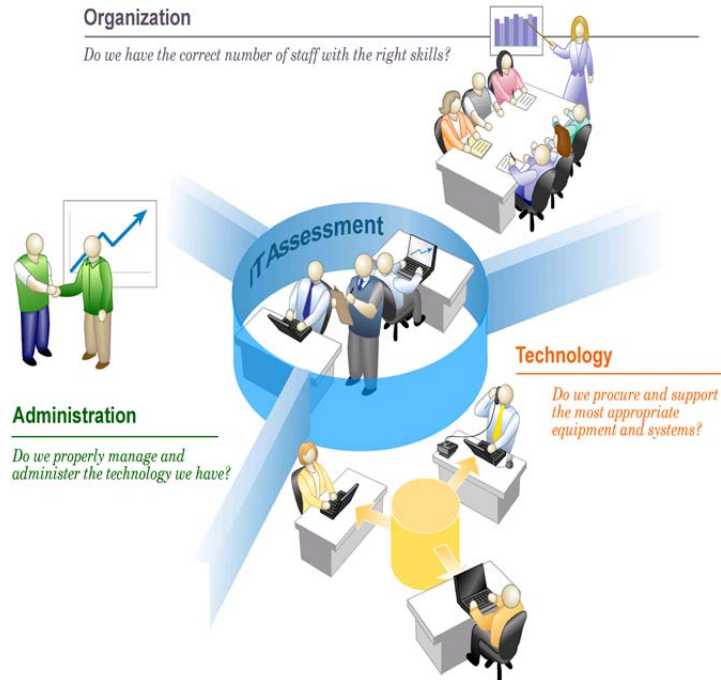 Organization
Do we have the correct number of staff with the right skills?
IT Assessment
Technology
Do we procure and support
the most appropriate
equipment and systems?
Administration
Do we properly manage and
administer the technology we have?